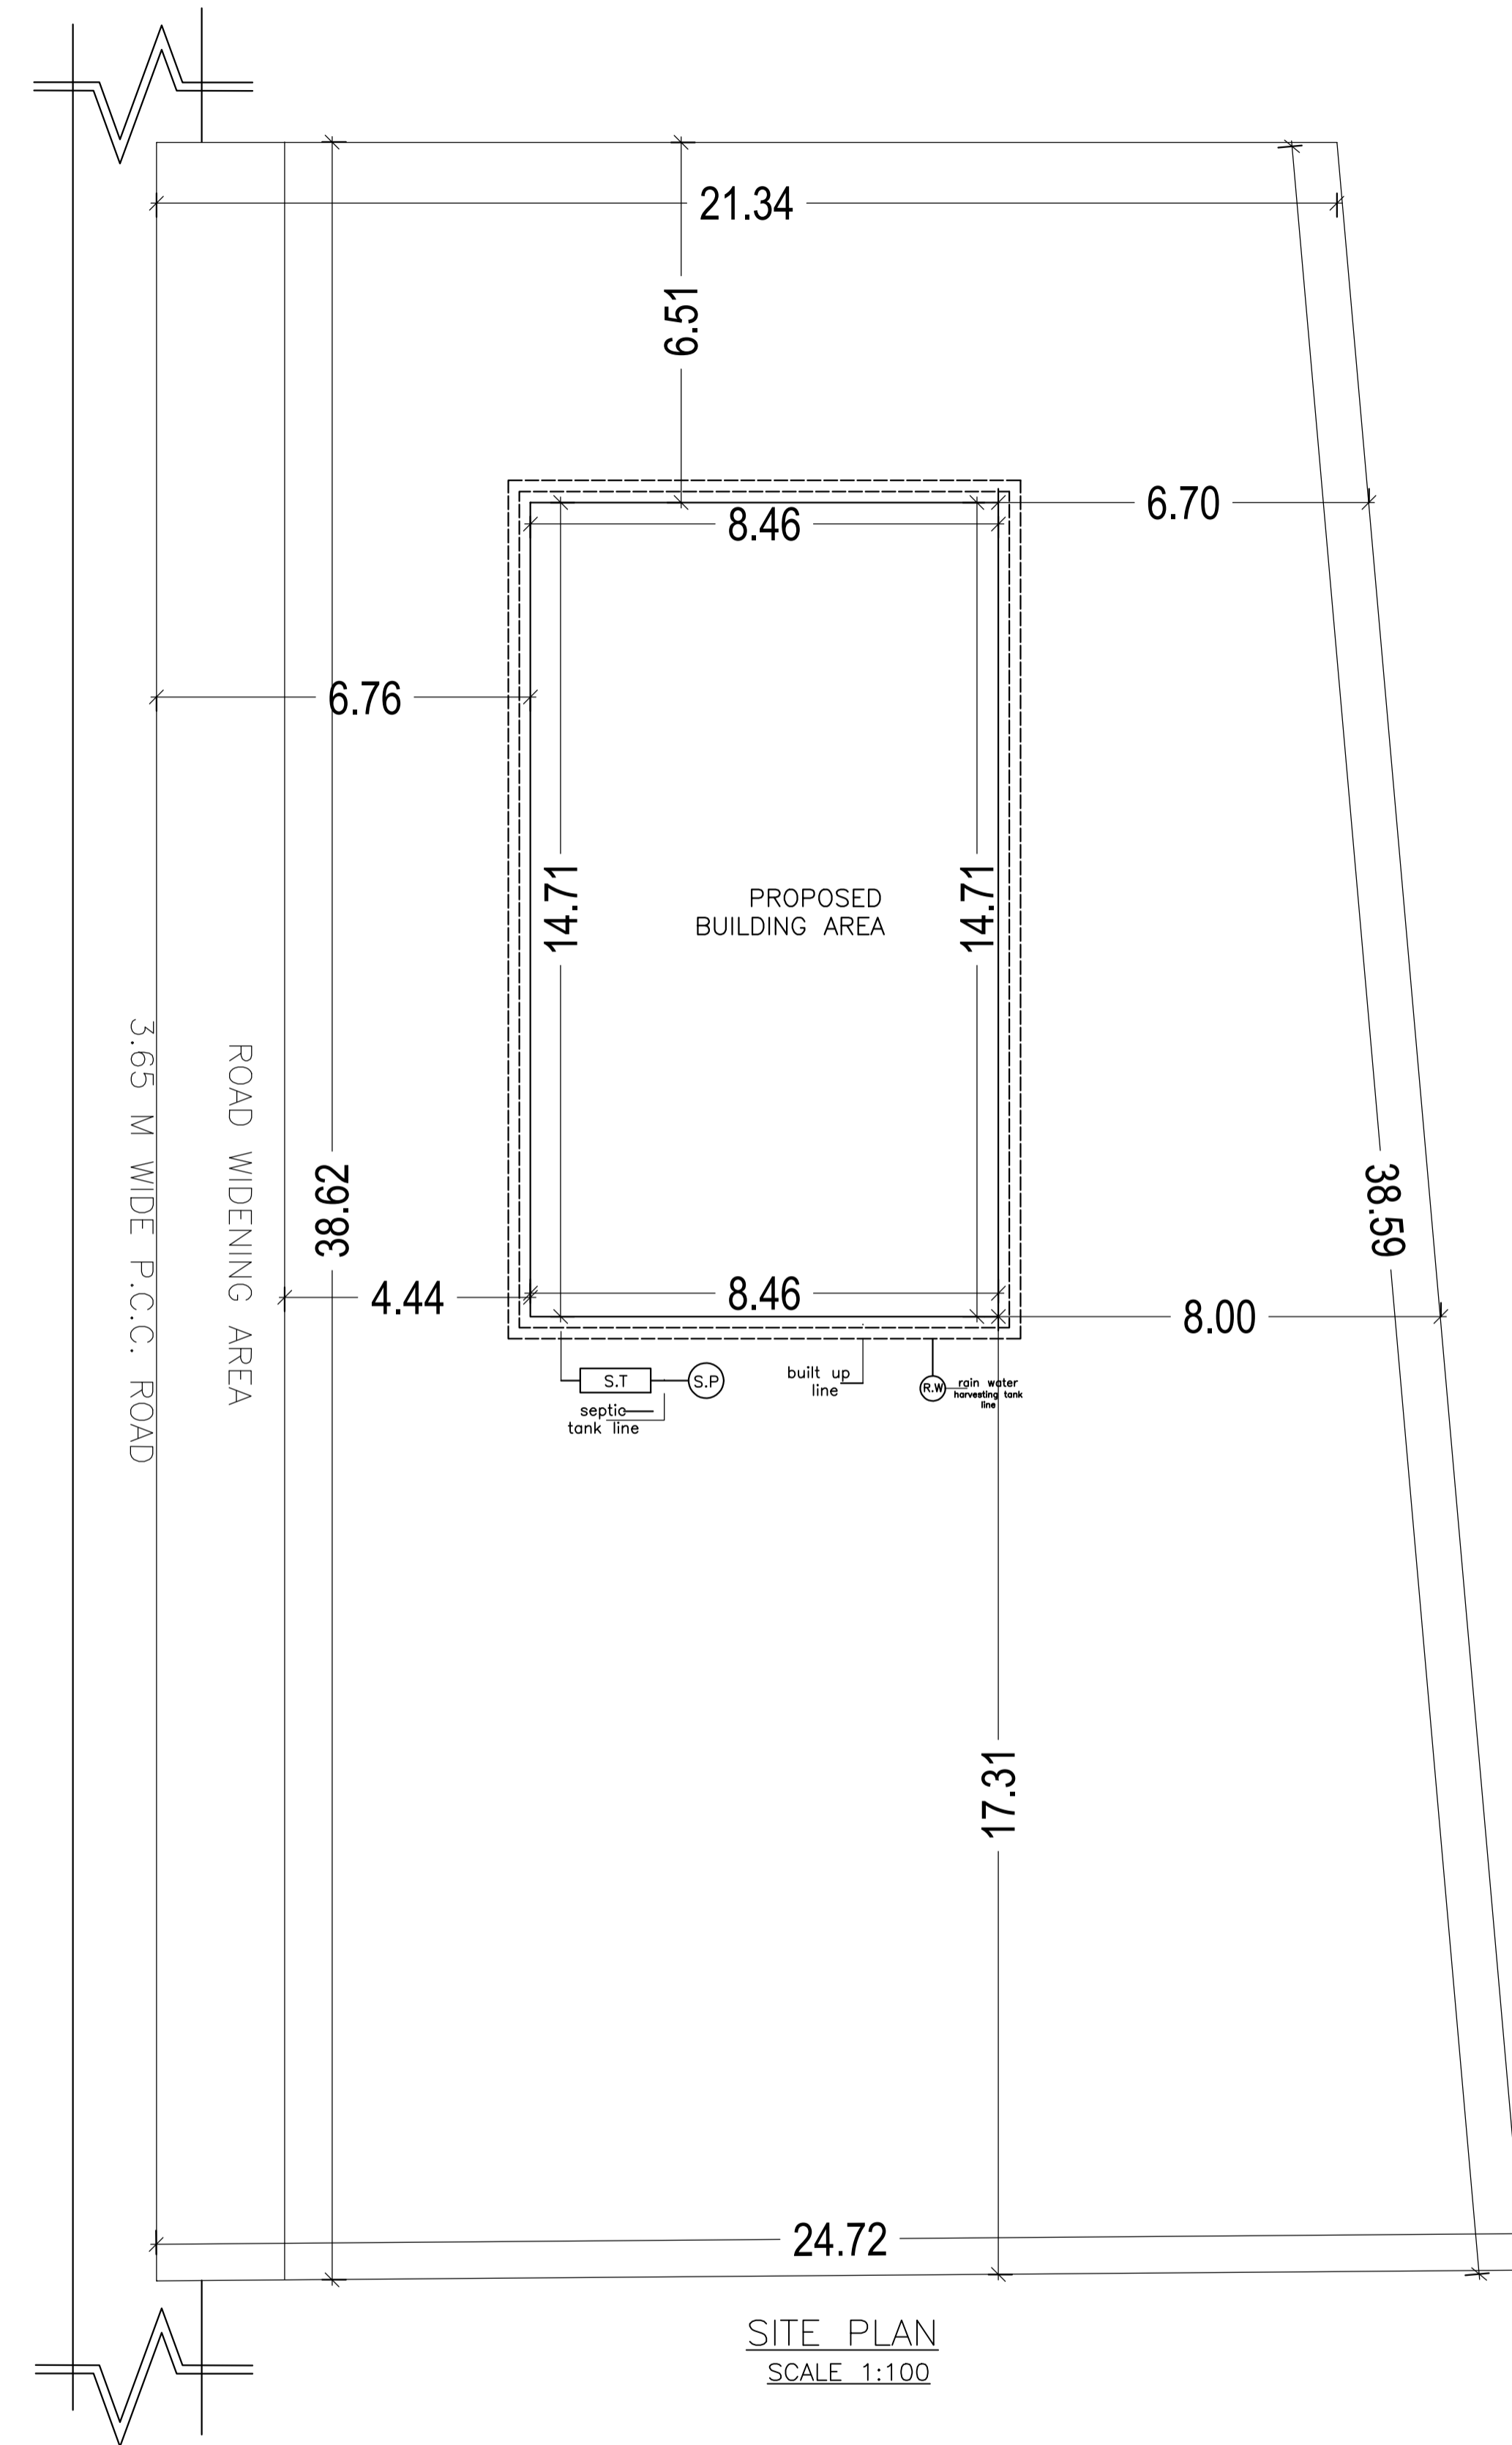 21.34
6.51
6.70
8.46
6.76
14.71
14.71
PROPOSED
BUILDING AREA
3.65 M WIDE P.C.C. ROAD
ROAD WIDENING AREA
38.62
38.59
4.44
8.46
8.00
S.T
S.P
septic
tank line
built up
line
R.W
rain water
harvesting tank
line
17.31
24.72
SITE PLAN
SCALE 1:100